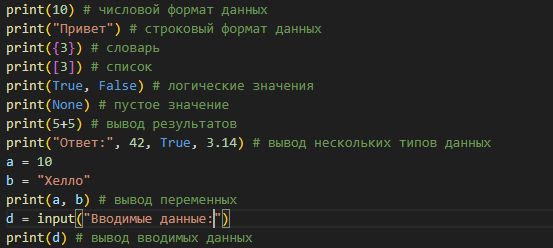 print(10) # числовой формат данных
print("Привет") # строковый формат данных
print({3}) # словарь
print([3]) # список
print(True, False) # логические значения
print(None) # пустое значение
print(5+5) # вывод результатов
print("Ответ:", 42, True, 3.14) # вывод нескольких типов данных
a = 10
b = "Хелло"
print(a, b) # вывод переменных
d = input("Вводимые данные:")
print(d) # вывод вводимых данных